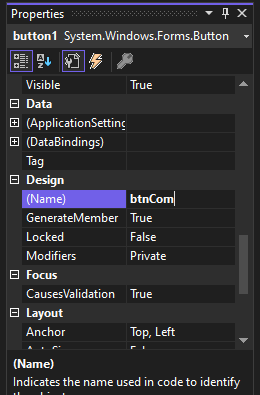 Properties
button1 System.Windows.Forms.Button
Visible True
Data
(ApplicationSetting
(DataBindings)
Tag
Design
(Name) btnCom
GenerateMember True
Locked False
Modifiers Private
Focus
CausesValidation True
Layout
Anchor Top, Left
(Name)
Indicates the name used in code to identify